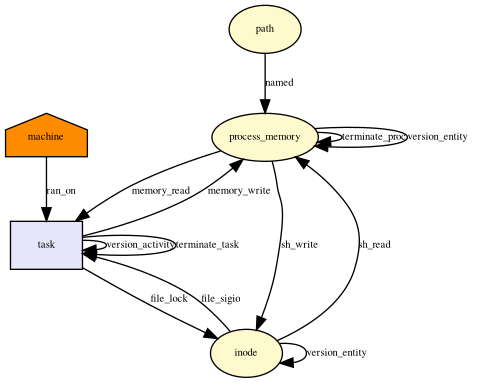 path
named
machine
process_memory
terminate_proc
version_entity
ran_on
memory_read
memory_write
task
version_activity
terminate_task
sh_write
sh_read
file_lock
file_sigio
inode
version_entity